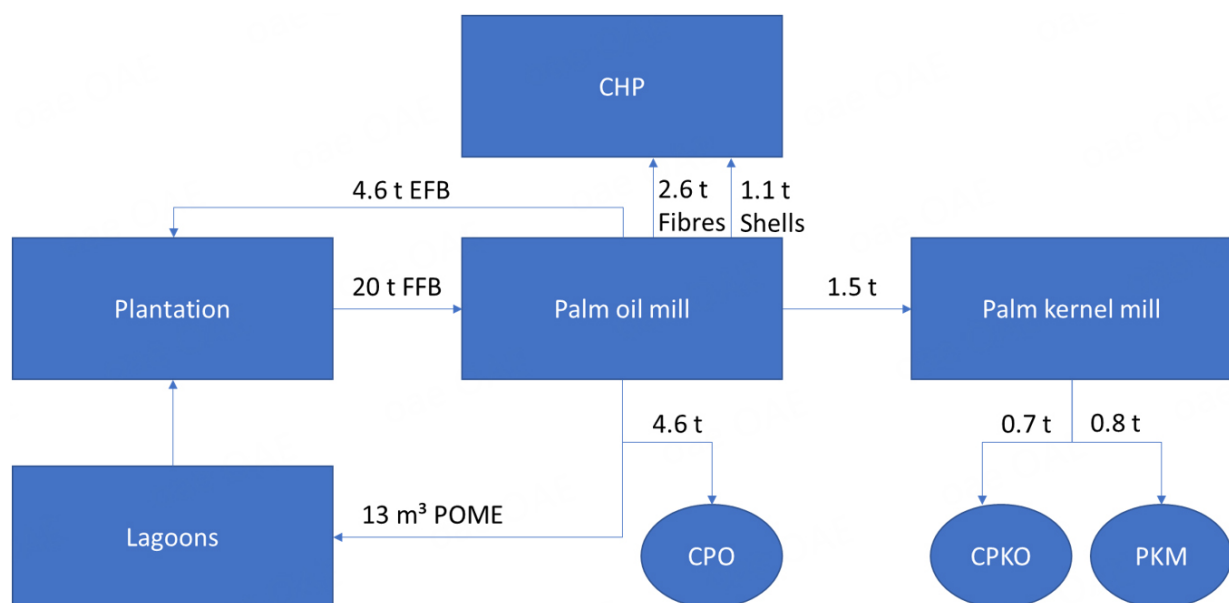 CHP
4.6 t EFB
2.6 t
Fibres
1.1 t
Shells
Plantation
20 t FFB
Palm oil mill
1.5 t
Palm kernel mill
4.6 t
0.7 t
0.8 t
Lagoons
13 m³ POME
CPO
CPKO
PKM